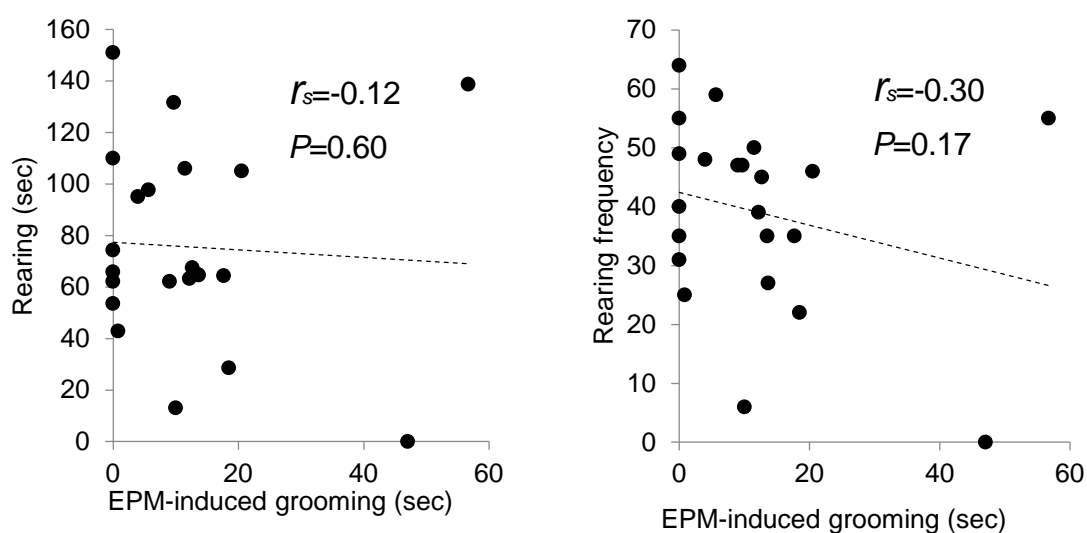 160
140
120
100
80
60
40
20
0
Rearing (sec)
rs=-0.12
P=0.60
0 20 40 60
EPM-induced grooming (sec)
70
60
50
40
30
20
10
0
Rearing frequency
rs=-0.30
P=0.17
0 20 40 60
EPM-induced grooming (sec)